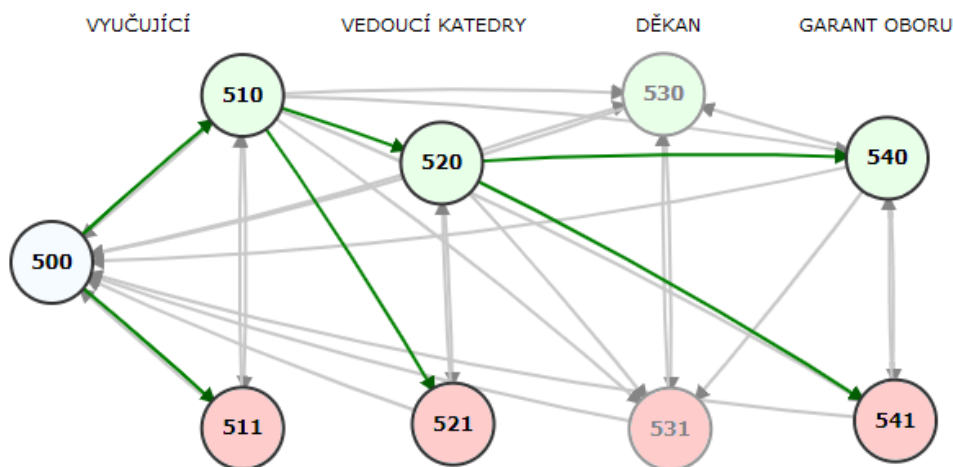 VYUČUJÍCÍ VEDOUCÍ KATEDRY DĚKAN GARANT OBORU
510 530
520 540
500
511 521 531 541